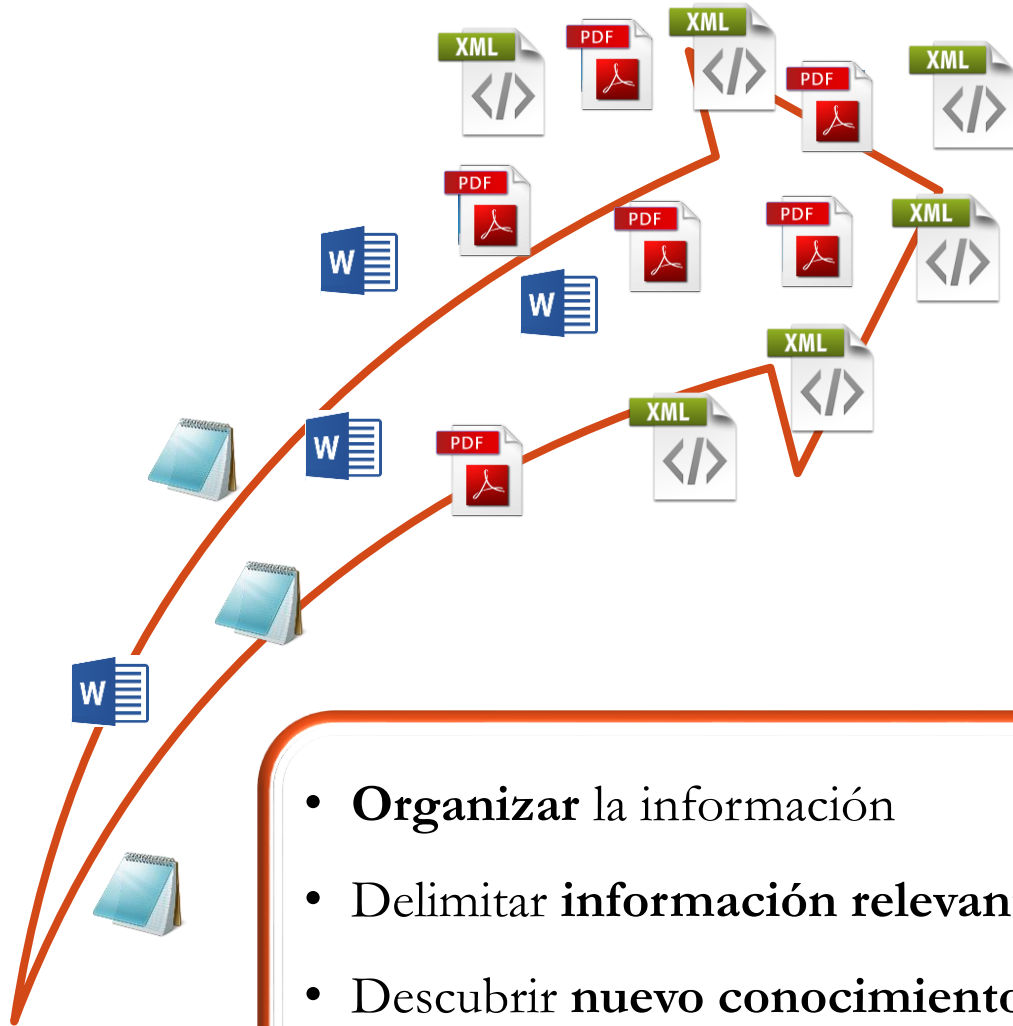 XML
PDF
XML
PDF
XML
PDF
PDF
PDF
XML
W
W
XML
XML
W
PDF
W
• Organizar la información
• Delimitar información relevan
• Descubrir nuevo conocimiento